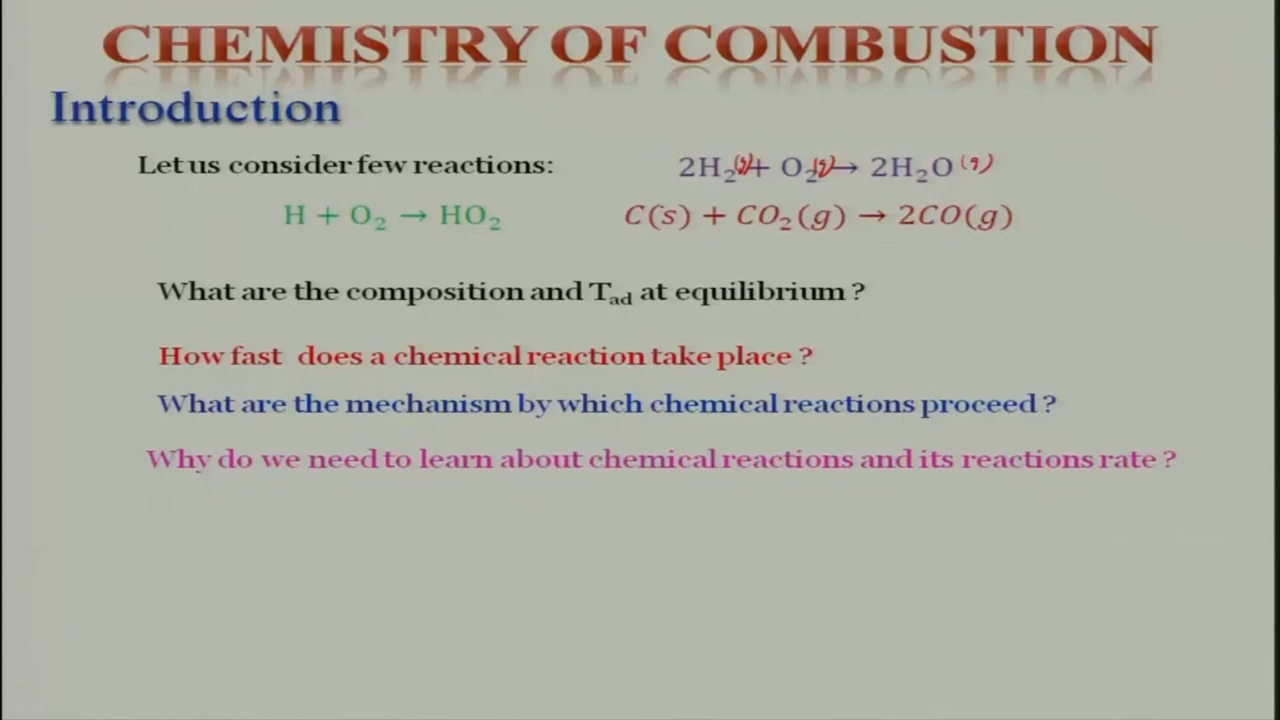 CHEMISTRY OF COMBUSTION
Introduction
Let us consider few reactions: 2H₂(g) + O₂(g) → 2H₂O (g)
H + O₂ → HO₂ C(s) + CO₂(g) → 2CO(g)
What are the composition and Tad at equilibrium ?
How fast does a chemical reaction take place ?
What are the mechanism by which chemical reactions proceed ?
Why do we need to learn about chemical reactions and its reactions rate ?